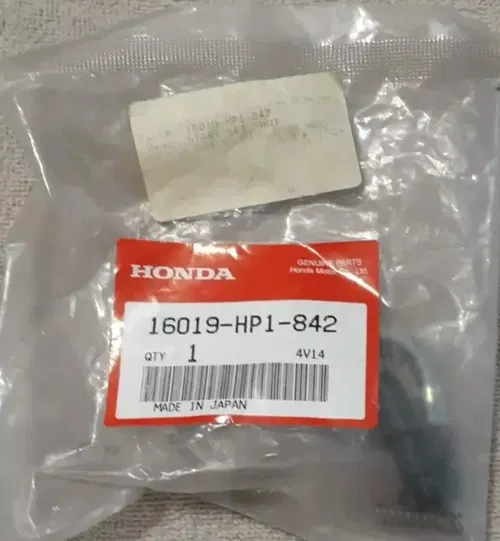 16019-HP1-842
HONDA
GENUINE PARTS
Honda Motor Co., Ltd.
16019-HP1-842
QTY 1 4V14
MADE IN JAPAN